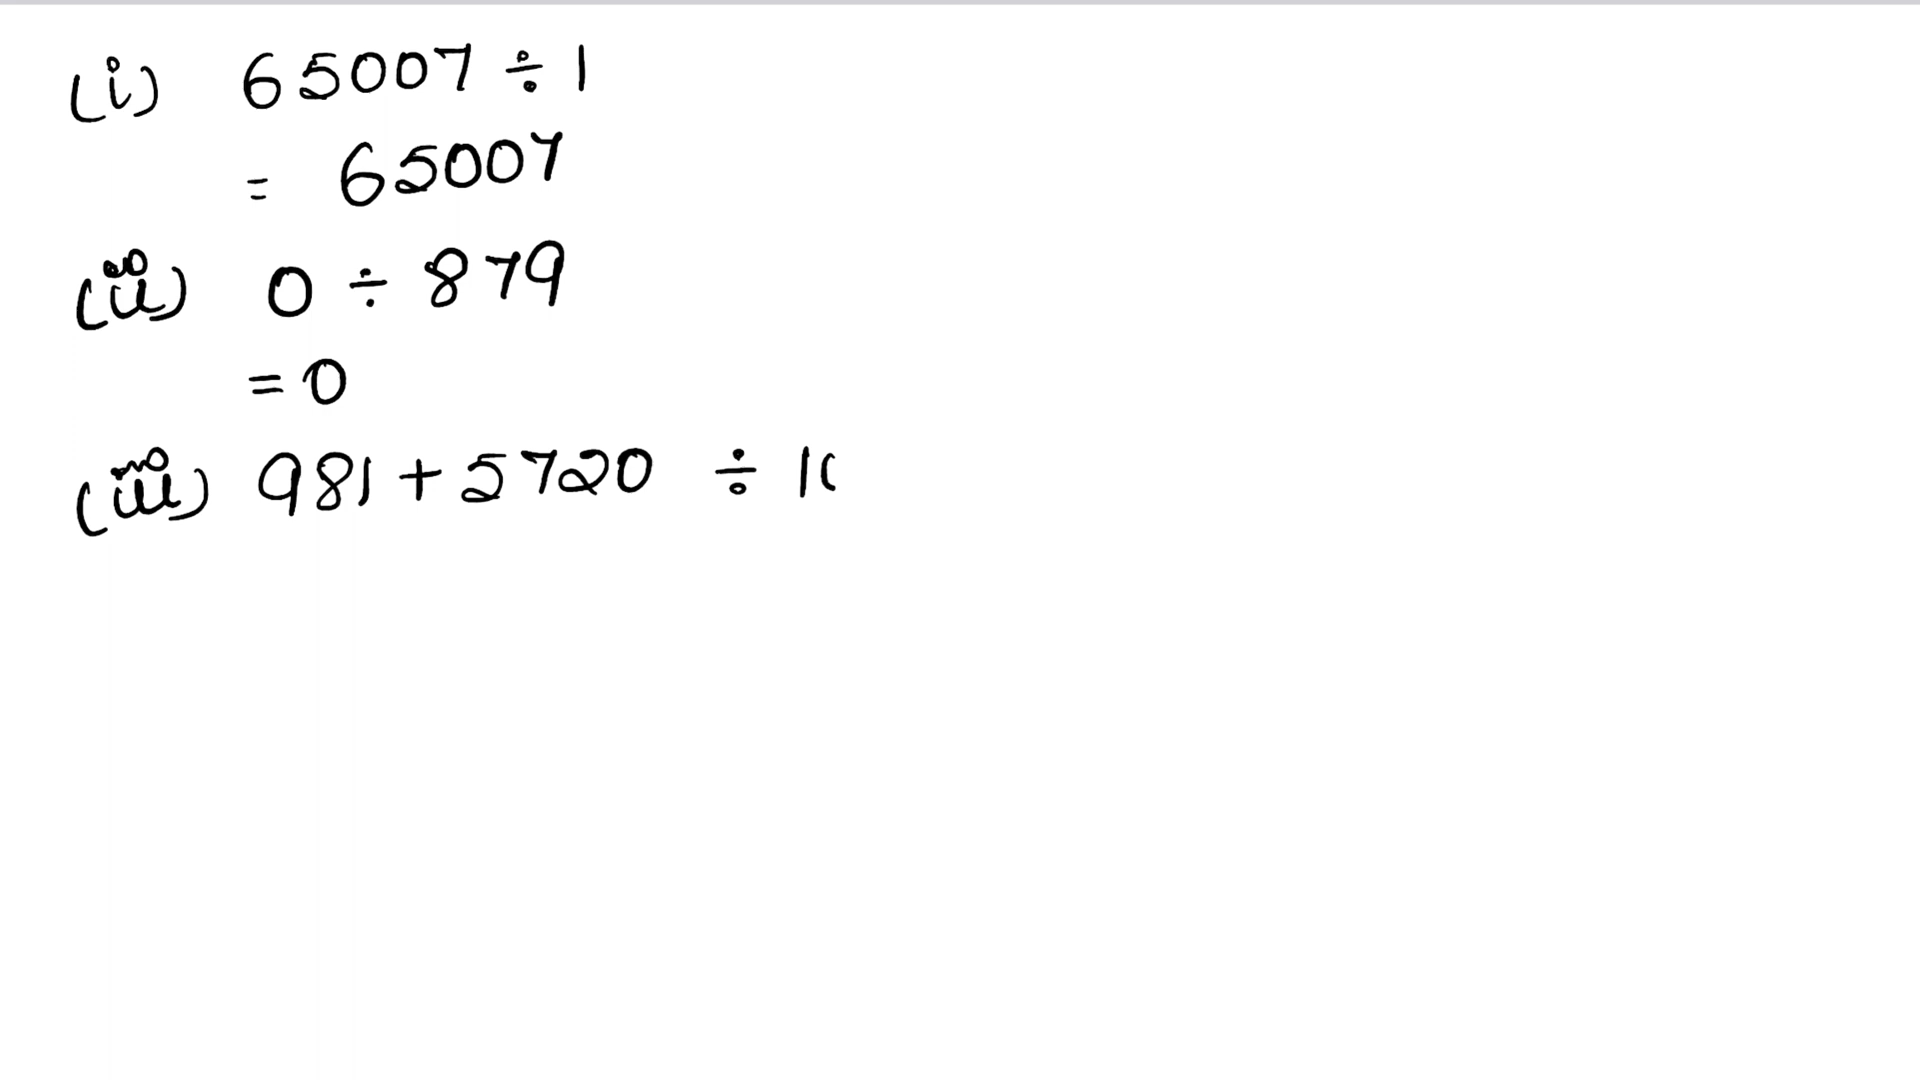 (i) 65007 ÷ 1
= 65007
(ii) 0 ÷ 879
= 0
(iii) 981 + 5720 ÷ 1